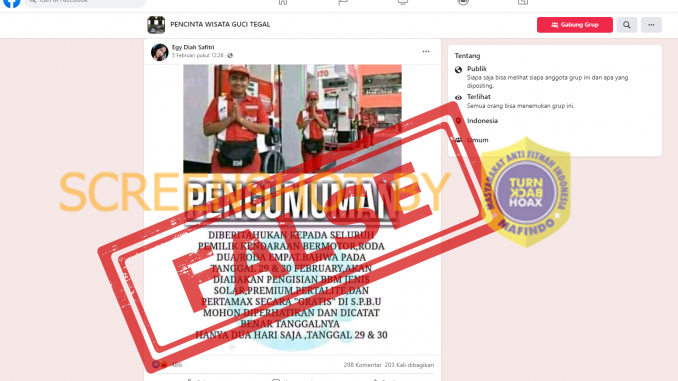 Cari di Facebook
PENCINTA WISATA GUCI TEGAL
Gabung Grup
Egy Diah Safitri
5 Februari pukul 12.26
PENGUMUMAN
DIBERITAHUKAN KEPADA SELURUH
PEMILIK KENDARAAN BERMOTOR,RODA
DUA/RODA EMPAT.BAHWA PADA
TANGGAL 29 & 30 FEBRUARY,AKAN
DIADAKAN PENGISIAN BBM JENIS
SOLAR,PREMIUM,PERTALITE,DAN
PERTAMAX SECARA "GRATIS" DI S.P.B.U
MOHON DIPERHATIKAN DAN DICATAT
BENAR TANGGALNYA
HANYA DUA HARI SAJA ,TANGGAL 29 & 30
298 Komentar 203 Kali dibagikan
Tentang
Publik
Siapa saja bisa melihat siapa anggota grup ini dan apa yang
diposting.
Terlihat
Semua orang bisa menemukan grup ini.
Indonesia
Umum
SCREENSHOT BY
FALSE
MASYARAKAT ANTI FITNAH INDONESIA
TURN
BACK
HOAX
MAFINDO